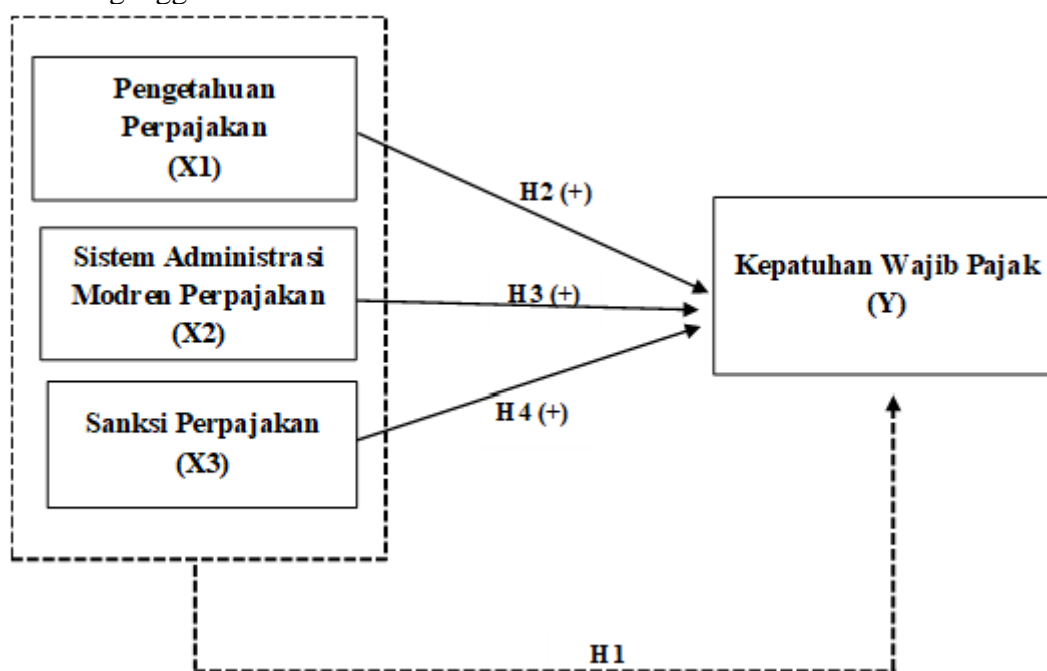 Pengetahuan
Perpajakan
(X1)
H2 (+)
Sistem Administrasi
Modren Perpajakan
(X2)
H3 (+)
Kepatuhan Wajib Pajak
(Y)
Sanksi Perpajakan
(X3)
H4 (+)
H1